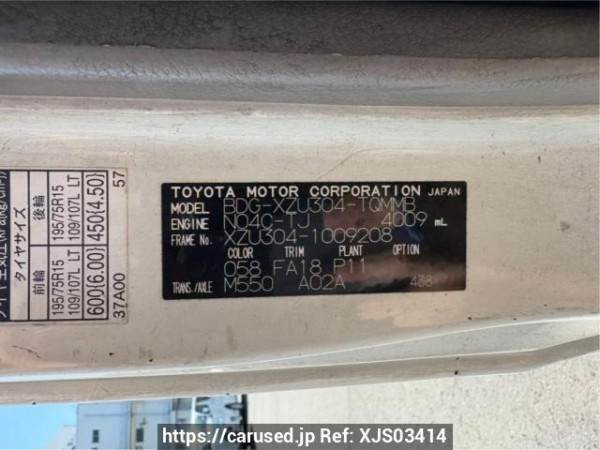 TOYOTA MOTOR CORPORATION JAPAN
MODEL BDG-XZU304-TQMMB
ENGINE N04C-TJ 4009 mL
FRAME No. XZU304-1009208
COLOR TRIM PLANT OPTION
058 FA18 P11
TRANS./AXLE M550 A02A 438
タイヤサイズ
前輪 後輪
195/75R15 195/75R15
109/107L LT 109/107L LT
600{6.00} 450{4.50}
37A00 57
https://carused.jp Ref: XJS03414